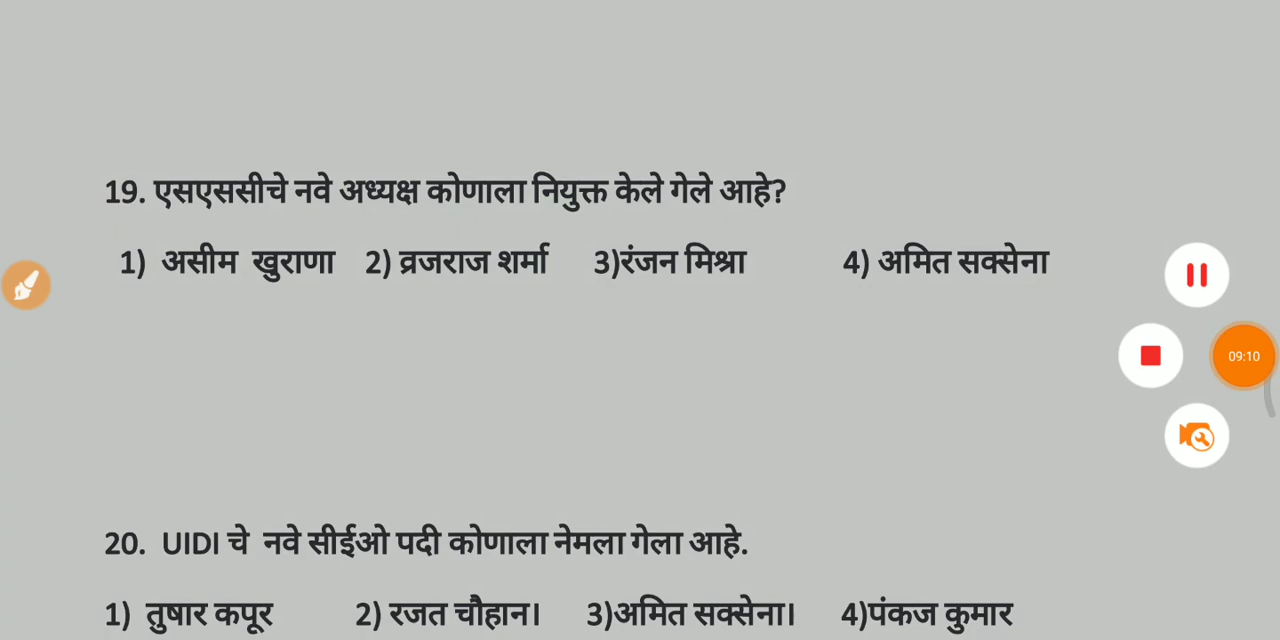 19. एसएससीचे नवे अध्यक्ष कोणाला नियुक्त केले गेले आहे?
1) असीम खुराणा 2) व्रजराज शर्मा 3)रंजन मिश्रा 4) अमित सक्सेना
09:10
20. UIDI चे नवे सीईओ पदी कोणाला नेमला गेला आहे.
1) तुषार कपूर 2) रजत चौहान। 3)अमित सक्सेना। 4)पंकज कुमार